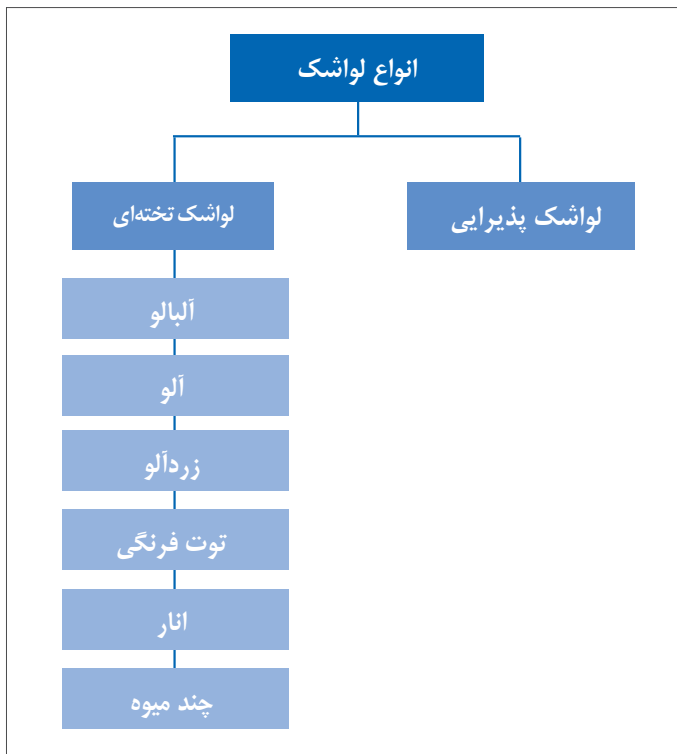 انواع لواشک
لواشک پذیرایی
لواشک تخته‌ای
آلبالو
آلو
زردآلو
توت فرنگی
انار
چند میوه